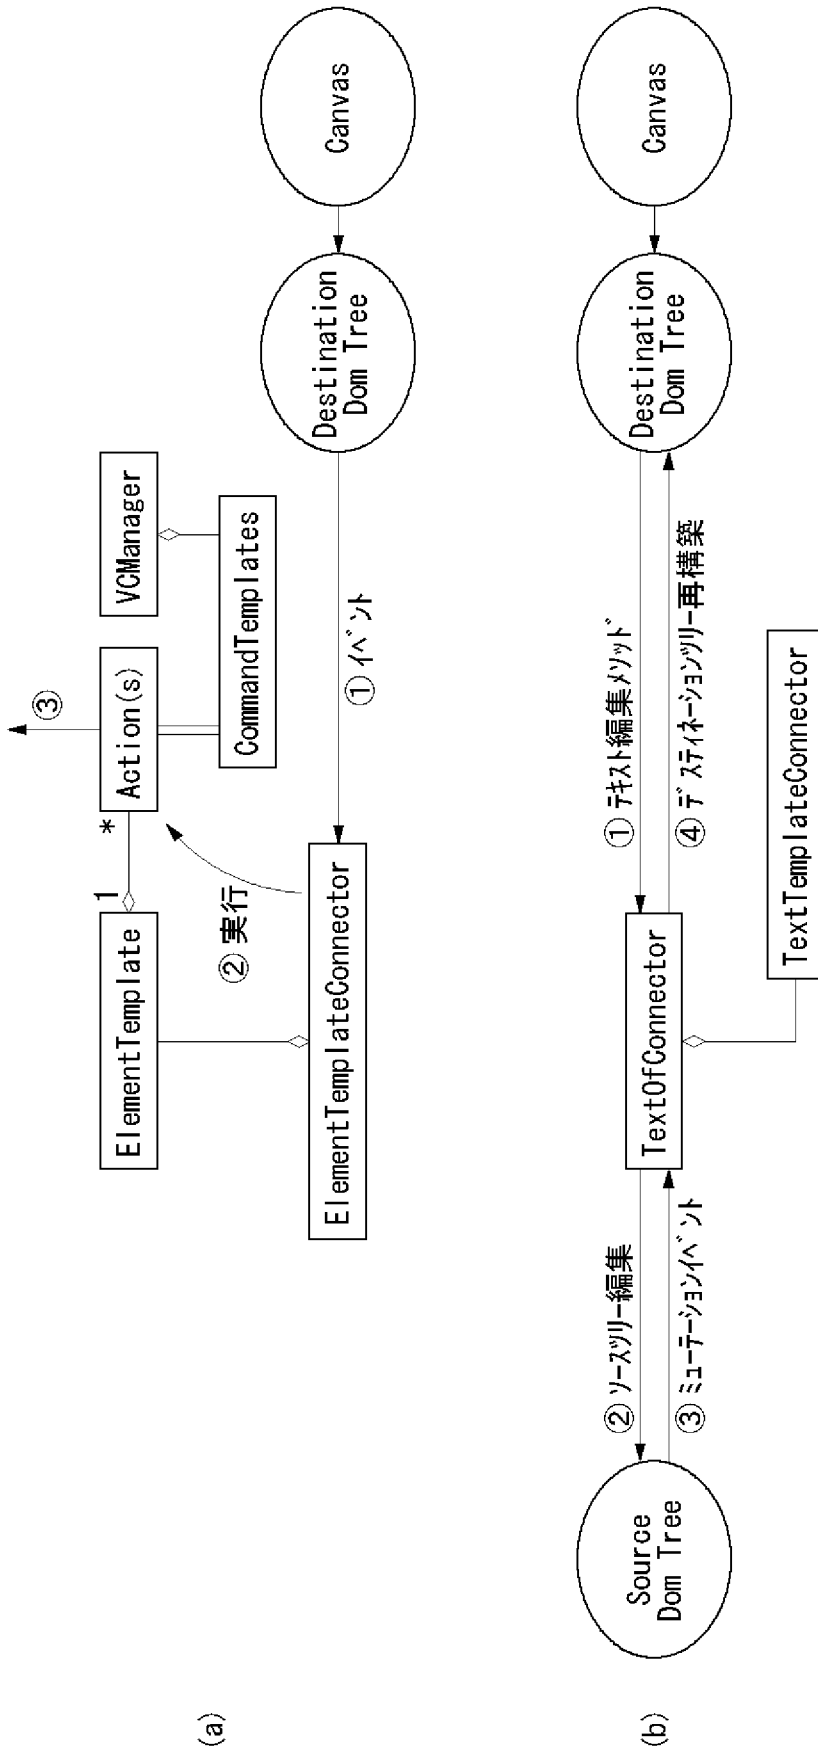 (a)
ElementTemplate
1
*
Action(s)
③
VCManager
CommandTemplates
② 実行
ElementTemplateConnector
① イベント
Destination
Dom Tree
Canvas
(b)
Source
Dom Tree
② ソースツリー編集
③ ミューテーションイベント
TextOfConnector
① テキスト編集メソッド
④ デスティネーションツリー再構築
TextTemplateConnector
Destination
Dom Tree
Canvas